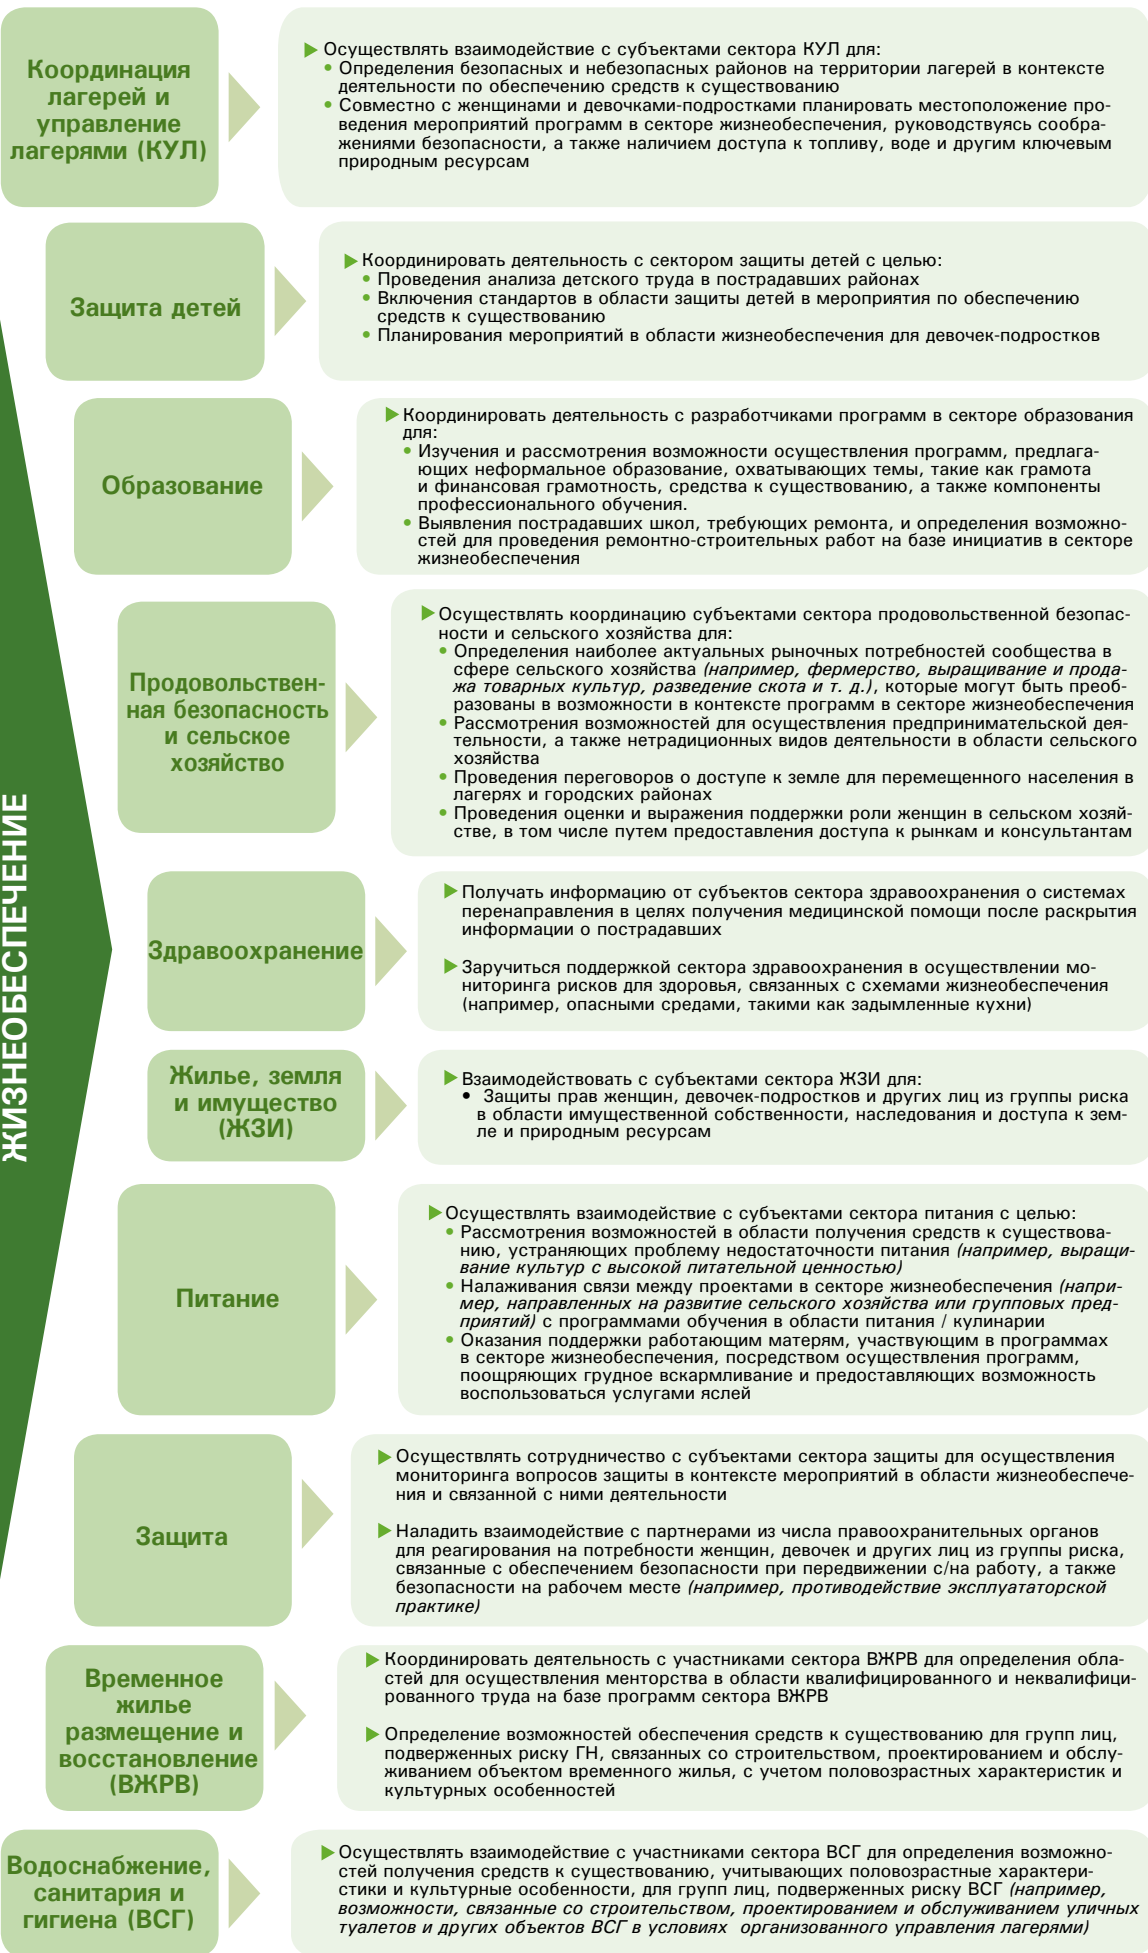 ЖИЗНЕОБЕСПЕЧЕНИЕ
Координация
лагерей и
управление
лагерями (КУЛ)
Осуществлять взаимодействие с субъектами сектора КУЛ для:
• Определения безопасных и небезопасных районов на территории лагерей в контексте
деятельности по обеспечению средств к существованию
• Совместно с женщинами и девочками-подростками планировать местоположение про-
ведения мероприятий программ в секторе жизнеобеспечения, руководствуясь сообра-
жениями безопасности, а также наличием доступа к топливу, воде и другим ключевым
природным ресурсам
Защита детей
Координировать деятельность с сектором защиты детей с целью:
• Проведения анализа детского труда в пострадавших районах
• Включения стандартов в области защиты детей в мероприятия по обеспечению
средств к существованию
• Планирования мероприятий в области жизнеобеспечения для девочек-подростков
Образование
Координировать деятельность с разработчиками программ в секторе образования
для:
• Изучения и рассмотрения возможности осуществления программ, предлага-
ющих неформальное образование, охватывающих темы, такие как грамота
и финансовая грамотность, средства к существованию, а также компоненты
профессионального обучения.
• Выявления пострадавших школ, требующих ремонта, и определения возможно-
стей для проведения ремонтно-строительных работ на базе инициатив в секторе
жизнеобеспечения
Продовольствен-
ная безопасность
и сельское
хозяйство
Осуществлять координацию субъектами сектора продовольственной безопас-
ности и сельского хозяйства для:
• Определения наиболее актуальных рыночных потребностей сообщества в
сфере сельского хозяйства (например, фермерство, выращивание и прода-
жа товарных культур, разведение скота и т. д.), которые могут быть преоб-
разованы в возможности в контексте программ в секторе жизнеобеспечения
• Рассмотрения возможностей для осуществления предпринимательской дея-
тельности, а также нетрадиционных видов деятельности в области сельского
хозяйства
• Проведения переговоров о доступе к земле для перемещенного населения в
лагерях и городских районах
• Проведения оценки и выражения поддержки роли женщин в сельском хозяй-
стве, в том числе путем предоставления доступа к рынкам и консультантам
Здравоохранение
Получать информацию от субъектов сектора здравоохранения о системах
перенаправления в целях получения медицинской помощи после раскрытия
информации о пострадавших
Заручиться поддержкой сектора здравоохранения в осуществлении мо-
ниторинга рисков для здоровья, связанных с схемами жизнеобеспечения
(например, опасными средами, такими как задымленные кухни)
Жилье, земля
и имущество
(ЖЗИ)
Взаимодействовать с субъектами сектора ЖЗИ для:
• Защиты прав женщин, девочек-подростков и других лиц из группы риска
в области имущественной собственности, наследования и доступа к зем-
ле и природным ресурсам
Питание
Осуществлять взаимодействие с субъектами сектора питания с целью:
• Рассмотрения возможностей в области получения средств к существова-
нию, устраняющих проблему недостаточности питания (например, выращи-
вание культур с высокой питательной ценностью)
• Налаживания связи между проектами в секторе жизнеобеспечения (напри-
мер, направленных на развитие сельского хозяйства или групповых пред-
приятий) с программами обучения в области питания / кулинарии
• Оказания поддержки работающим матерям, участвующим в программах
в секторе жизнеобеспечения, посредством осуществления программ,
поощряющих грудное вскармливание и предоставляющих возможность
воспользоваться услугами яслей
Защита
Осуществлять сотрудничество с субъектами сектора защиты для осуществления
мониторинга вопросов защиты в контексте мероприятий в области жизнеобеспече-
ния и связанной с ними деятельности
Наладить взаимодействие с партнерами из числа правоохранительных органов
для реагирования на потребности женщин, девочек и других лиц из группы риска,
связанные с обеспечением безопасности при передвижении с/на работу, а также
безопасности на рабочем месте (например, противодействие эксплуататорской
практике)
Временное
жилье
размещение и
восстановление
(ВЖРВ)
Координировать деятельность с участниками сектора ВЖРВ для определения обла-
стей для осуществления менторства в области квалифицированного и неквалифици-
рованного труда на базе программ сектора ВЖРВ
Определение возможностей обеспечения средств к существованию для групп лиц,
подверженных риску ГН, связанных со строительством, проектированием и обслу-
живанием объектом временного жилья, с учетом половозрастных характеристик и
культурных особенностей
Водоснабжение,
санитария и
гигиена (ВСГ)
Осуществлять взаимодействие с участниками сектора ВСГ для определения возможно-
стей получения средств к существованию, учитывающих половозрастные характери-
стики и культурные особенности, для групп лиц, подверженных риску ВСГ (например,
возможности, связанные со строительством, проектированием и обслуживанием уличных
туалетов и других объектов ВСГ в условиях организованного управления лагерями)